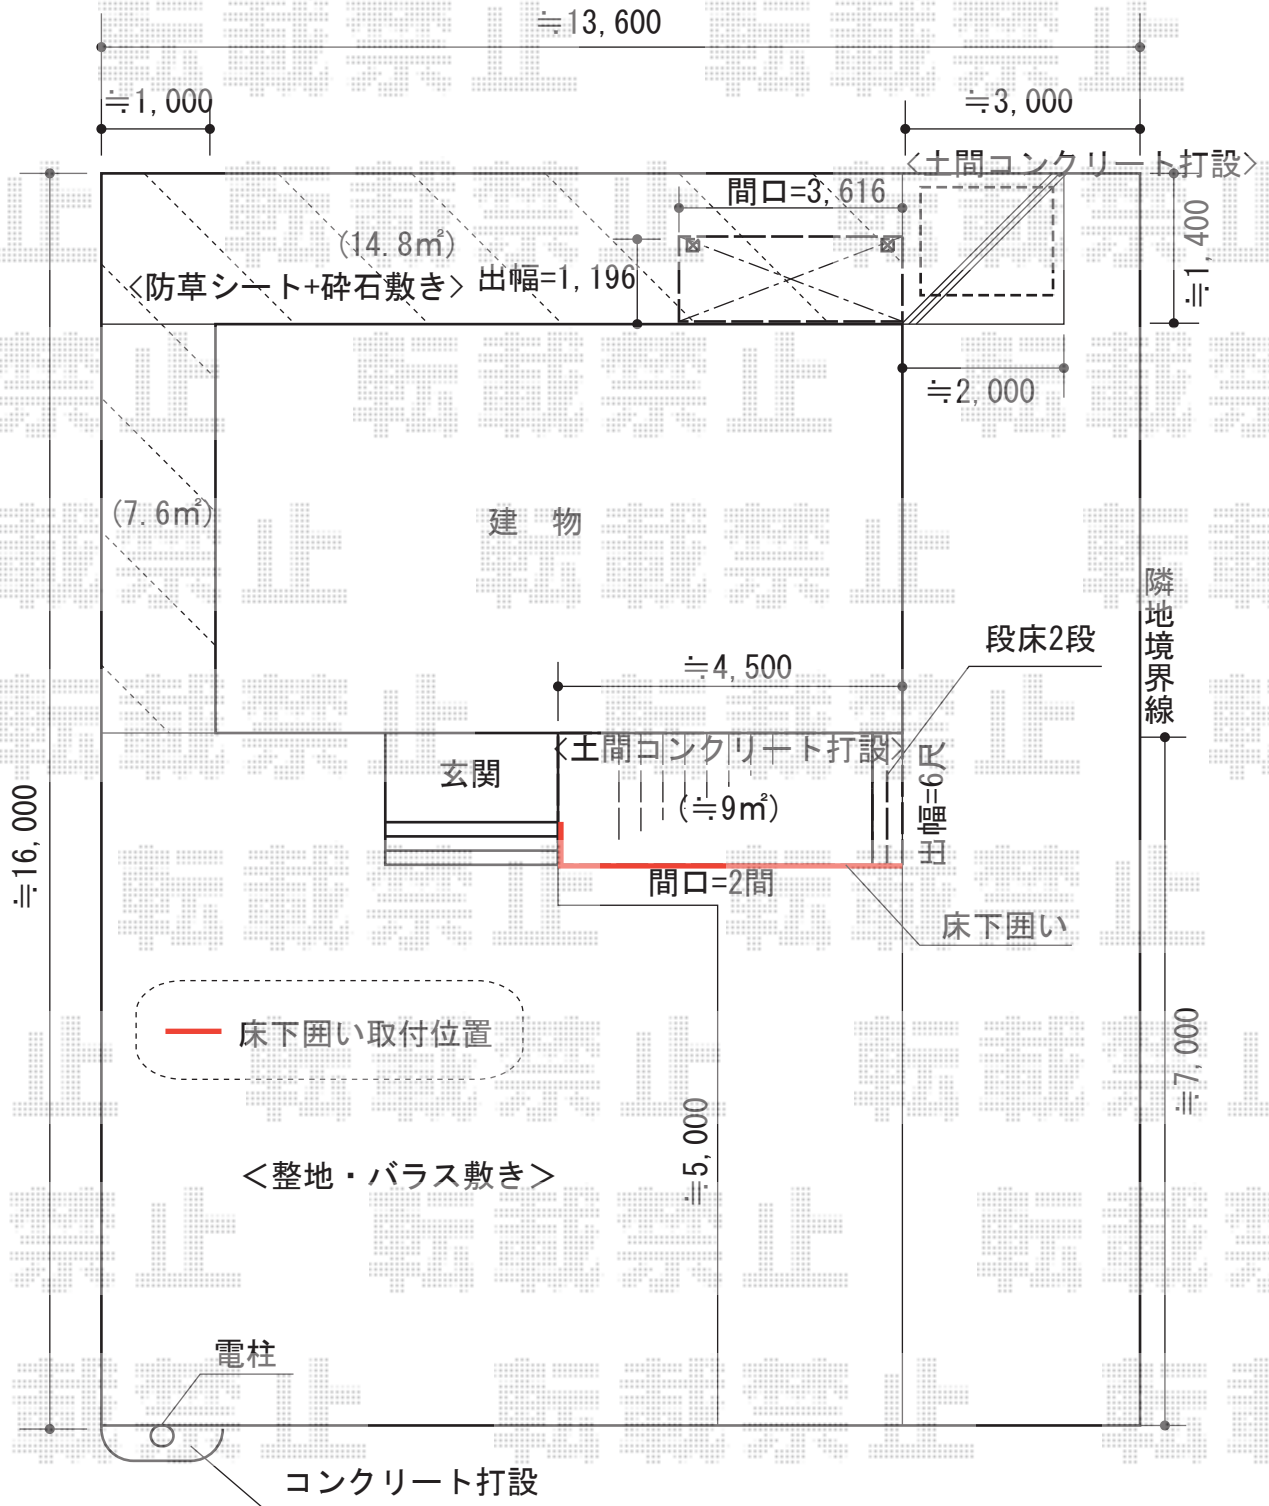 ≒13,600
≒1,000
≒3,000
<土間コンクリート打設>
間口=3,616
≒1,400
(14.8㎡)
<防草シート+砕石敷き>
出幅=1,196
≒2,000
(7.6㎡)
建 物
隣地境界線
段床2段
≒4,500
<土間コンクリート打設>
玄関
(≒9㎡)
出幅=6尺
≒16,000
間口=2間
床下囲い
床下囲い取付位置
≒7,000
≒5,000
<整地・バラス敷き>
電柱
コンクリート打設
転載禁止